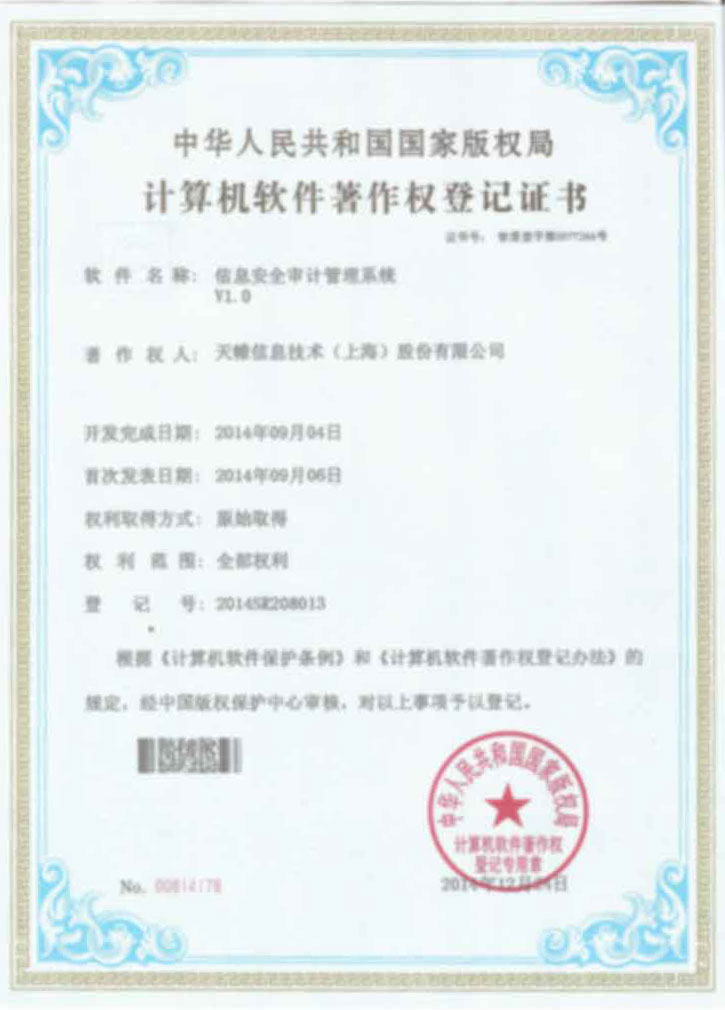 中华人民共和国国家版权局
计算机软件著作权登记证书
证书号：
软件名称： 信息安全审计管理系统
V1.0
著作权人： 天帷信息技术（上海）股份有限公司
开发完成日期： 2014年09月04日
首次发表日期： 2014年09月06日
权利取得方式： 原始取得
权利范围： 全部权利
登记号： 2014SR208013
根据《计算机软件保护条例》和《计算机软件著作权登记办法》的
规定，经中国版权保护中心审核，对以上事项予以登记。
中华人民共和国国家版权局
计算机软件著作权
登记专用章
No. 00614178
2014年12月24日